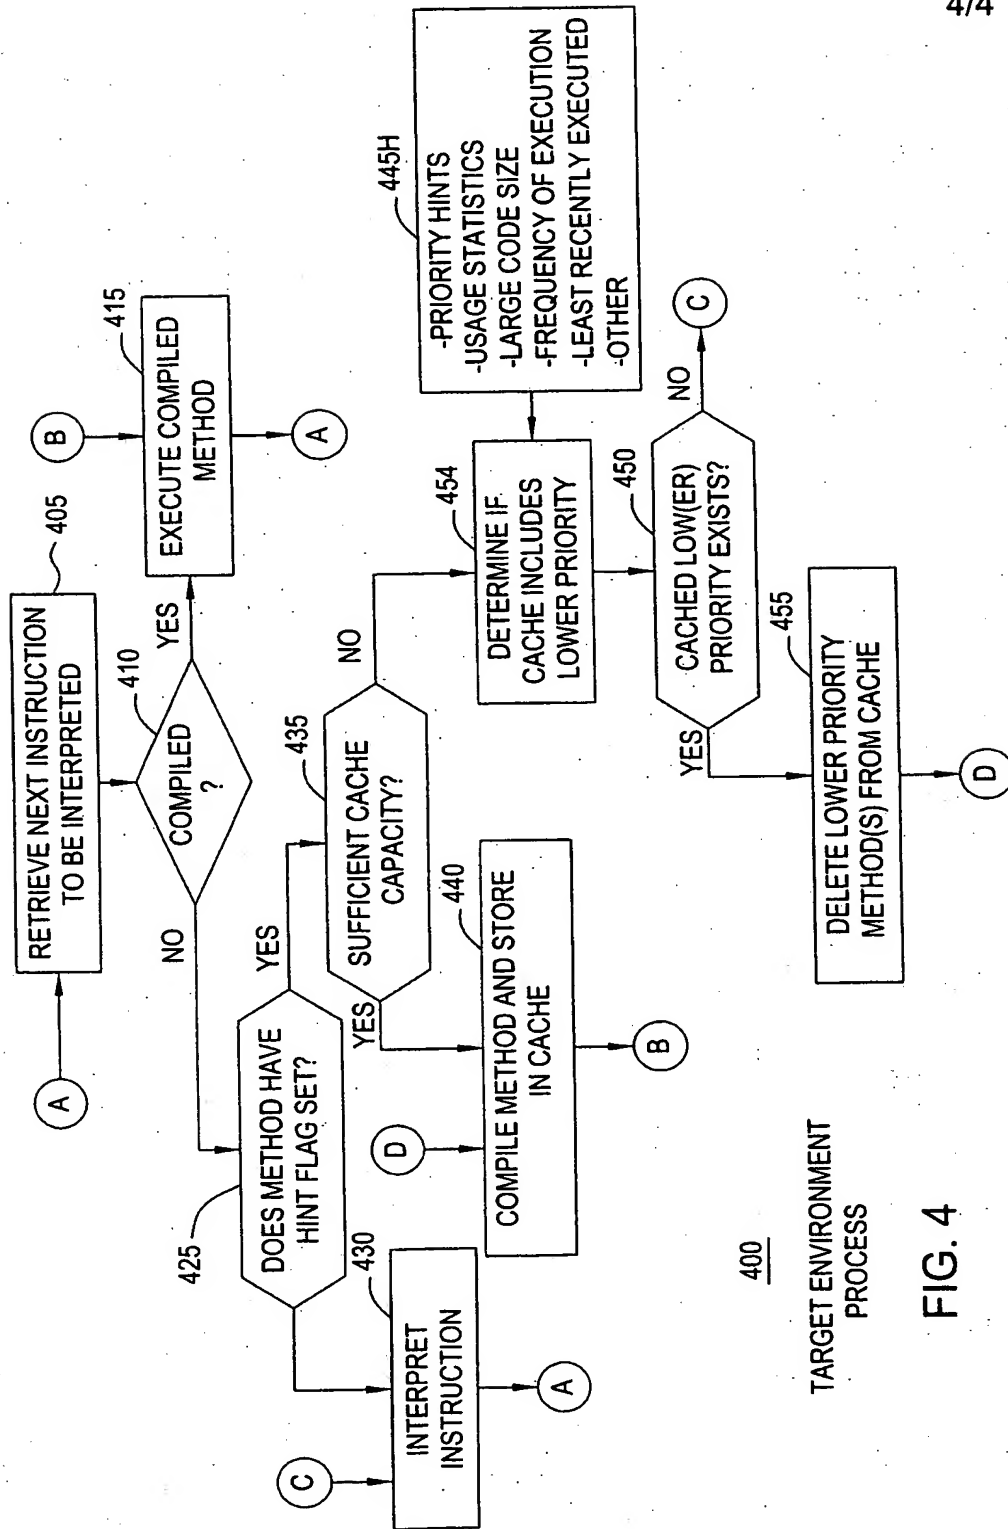 4/4
A
RETRIEVE NEXT INSTRUCTION
TO BE INTERPRETED
405
COMPILED
?
410
YES
NO
B
EXECUTE COMPILED
METHOD
415
A
DOES METHOD HAVE
HINT FLAG SET?
425
YES
C
INTERPRET
INSTRUCTION
430
A
SUFFICIENT CACHE
CAPACITY?
435
YES
NO
D
COMPILE METHOD AND STORE
IN CACHE
440
B
DETERMINE IF
CACHE INCLUDES
LOWER PRIORITY
454
-PRIORITY HINTS
-USAGE STATISTICS
-LARGE CODE SIZE
-FREQUENCY OF EXECUTION
-LEAST RECENTLY EXECUTED
-OTHER
445H
CACHED LOW(ER)
PRIORITY EXISTS?
450
NO
C
YES
DELETE LOWER PRIORITY
METHOD(S) FROM CACHE
455
D
400
TARGET ENVIRONMENT
PROCESS
FIG. 4